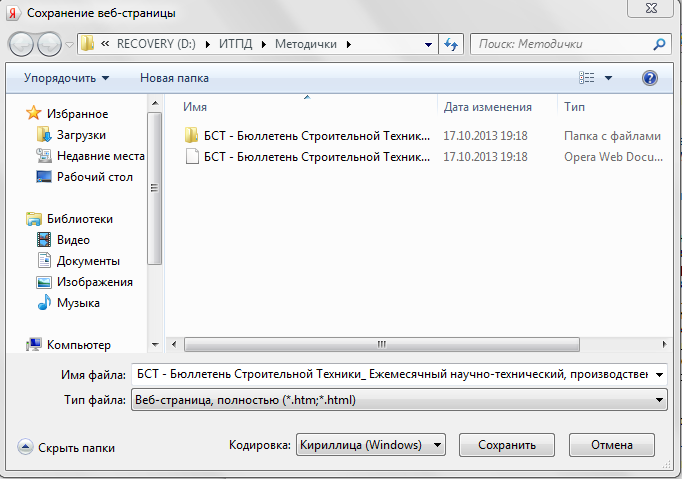 Я Сохранение веб-страницы
« RECOVERY (D:) ИТПД Методички Поиск: Методички
Упорядочить Новая папка
Имя Дата изменения Тип
Избранное
Загрузки
Недавние места
Рабочий стол
Библиотеки
Видео
Документы
Изображения
Музыка
Компьютер
БСТ - Бюллетень Строительной Техники... 17.10.2013 19:18 Папка с файлами
БСТ - Бюллетень Строительной Техник... 17.10.2013 19:18 Opera Web Docu...
Имя файла: БСТ - Бюллетень Строительной Техники_ Ежемесячный научно-технический, производствен
Тип файла: Веб-страница, полностью (*.htm;*.html)
Скрыть папки Кодировка: Кириллица (Windows) Сохранить Отмена